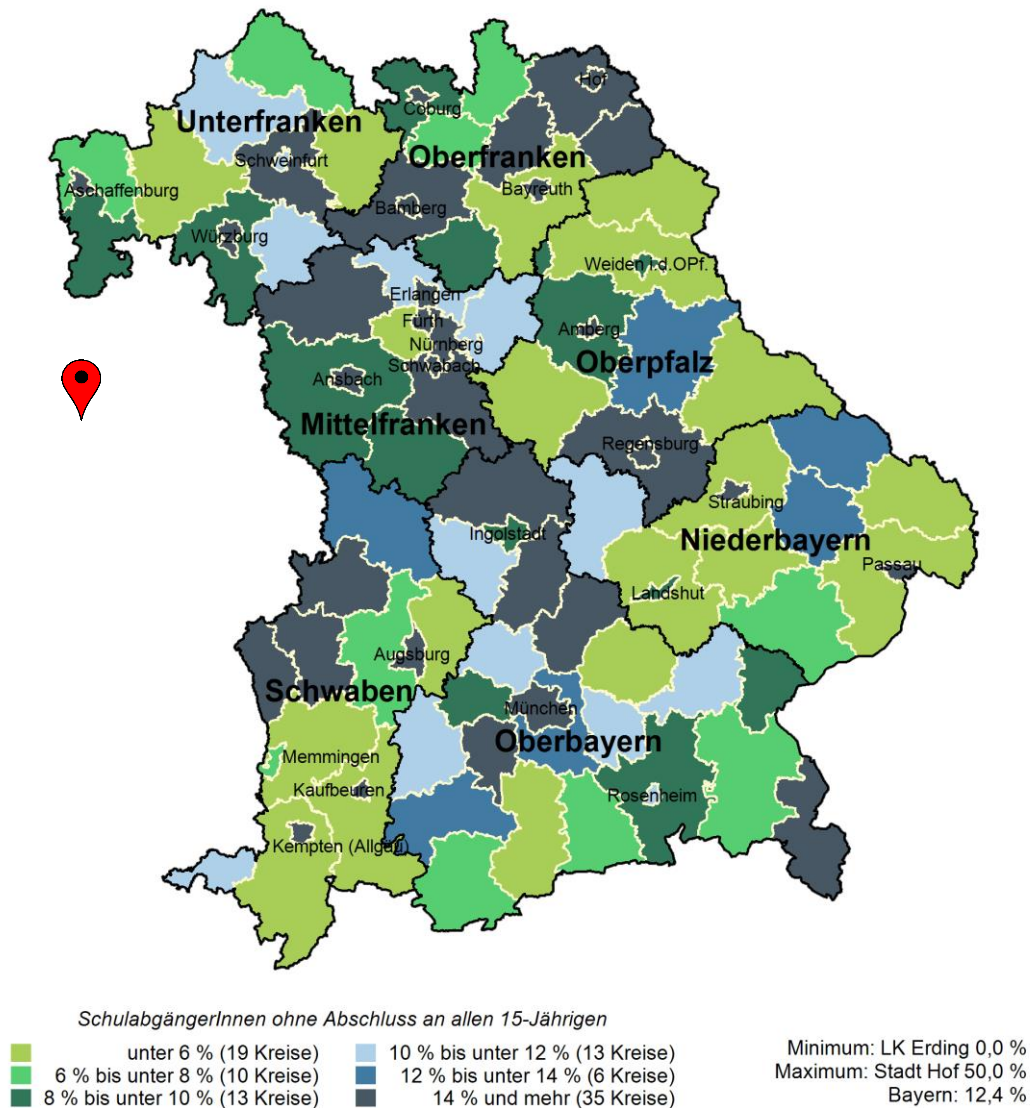 Hof
Coburg
Unterfranken
Oberfranken
Schweinfurt
Aschaffenburg
Bayreuth
Bamberg
Würzburg
Weiden i.d.OPf.
Erlangen
Fürth
Amberg
Nürnberg
Oberpfalz
Schwabach
Ansbach
Mittelfranken
Regensburg
Straubing
Ingolstadt
Niederbayern
Passau
Landshut
Augsburg
Schwaben
München
Oberbayern
Memmingen
Kaufbeuren
Rosenheim
Kempten (Allgäu)
SchulabgängerInnen ohne Abschluss an allen 15-Jährigen
unter 6 % (19 Kreise)
6 % bis unter 8 % (10 Kreise)
8 % bis unter 10 % (13 Kreise)
10 % bis unter 12 % (13 Kreise)
12 % bis unter 14 % (6 Kreise)
14 % und mehr (35 Kreise)
Minimum: LK Erding 0,0 %
Maximum: Stadt Hof 50,0 %
Bayern: 12,4 %